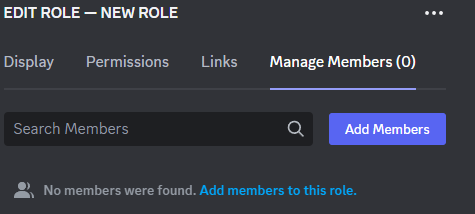 EDIT ROLE — NEW ROLE
Display Permissions Links Manage Members (0)
Search Members Add Members
No members were found. Add members to this role.